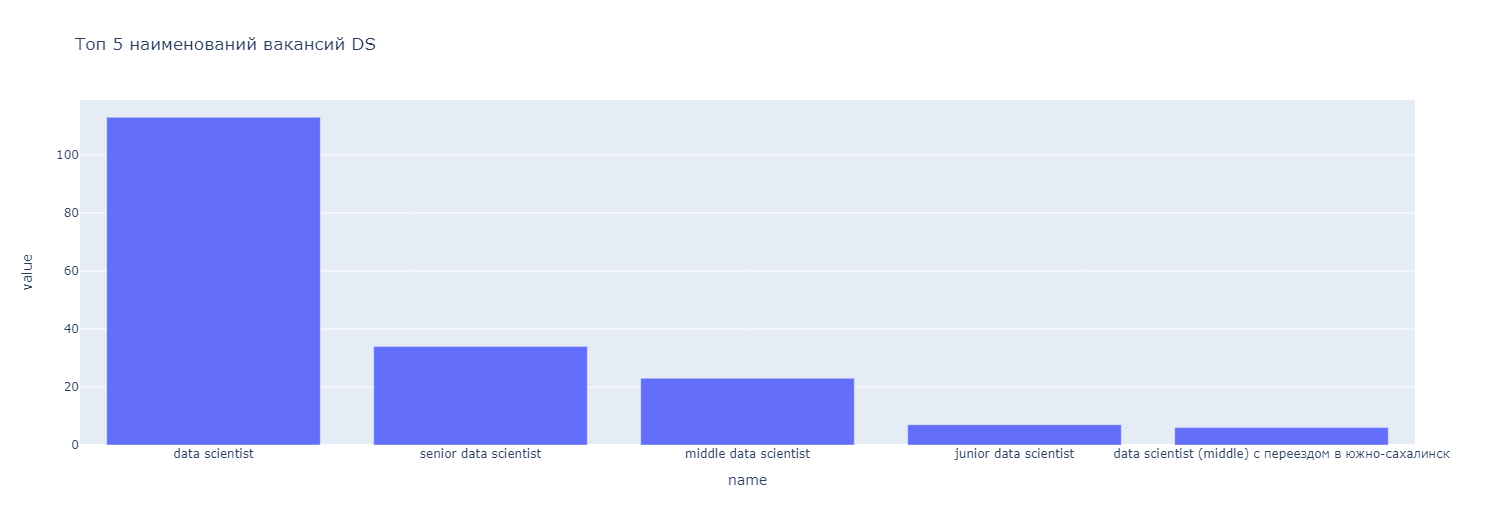 Топ 5 наименований вакансий DS
value
100
80
60
40
20
0
data scientist
senior data scientist
middle data scientist
junior data scientist
data scientist (middle) с переездом в южно-сахалинск
name